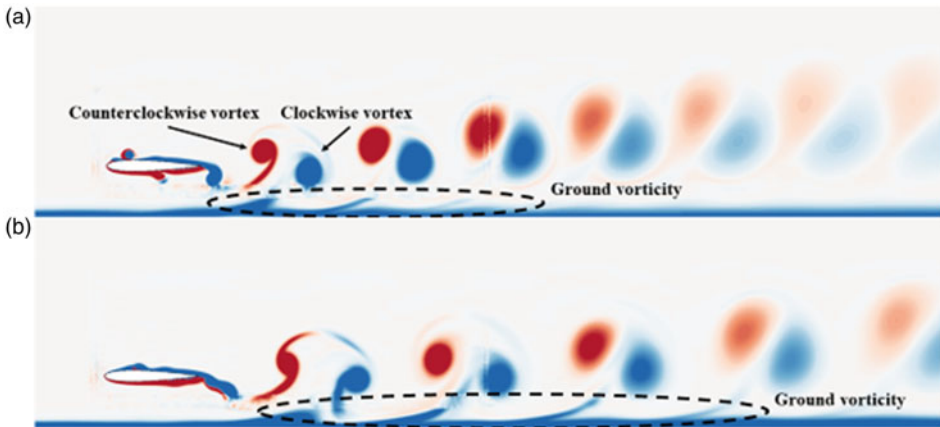 (a)
Counterclockwise vortex
Clockwise vortex
Ground vorticity
(b)
Ground vorticity